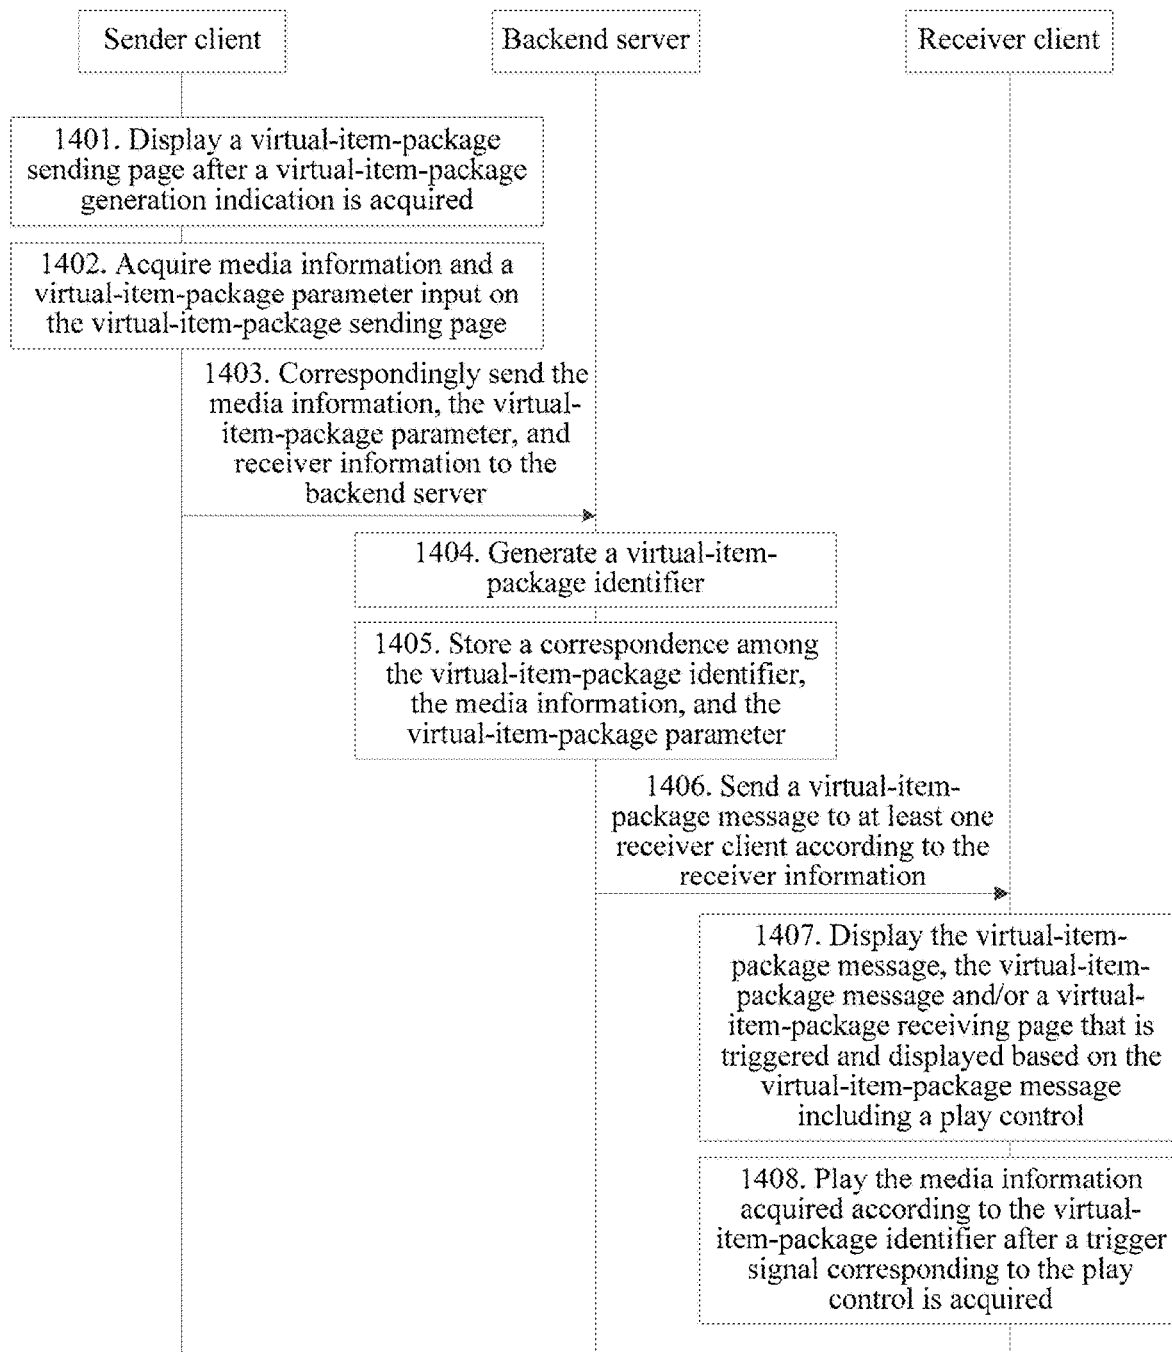 Sender client
Backend server
Receiver client
1401. Display a virtual-item-package
sending page after a virtual-item-package
generation indication is acquired
1402. Acquire media information and a
virtual-item-package parameter input on
the virtual-item-package sending page
1403. Correspondingly send the
media information, the virtual-
item-package parameter, and
receiver information to the
backend server
1404. Generate a virtual-item-
package identifier
1405. Store a correspondence among
the virtual-item-package identifier,
the media information, and the
virtual-item-package parameter
1406. Send a virtual-item-
package message to at least one
receiver client according to the
receiver information
1407. Display the virtual-item-
package message, the virtual-item-
package message and/or a virtual-
item-package receiving page that is
triggered and displayed based on the
virtual-item-package message
including a play control
1408. Play the media information
acquired according to the virtual-
item-package identifier after a trigger
signal corresponding to the play
control is acquired